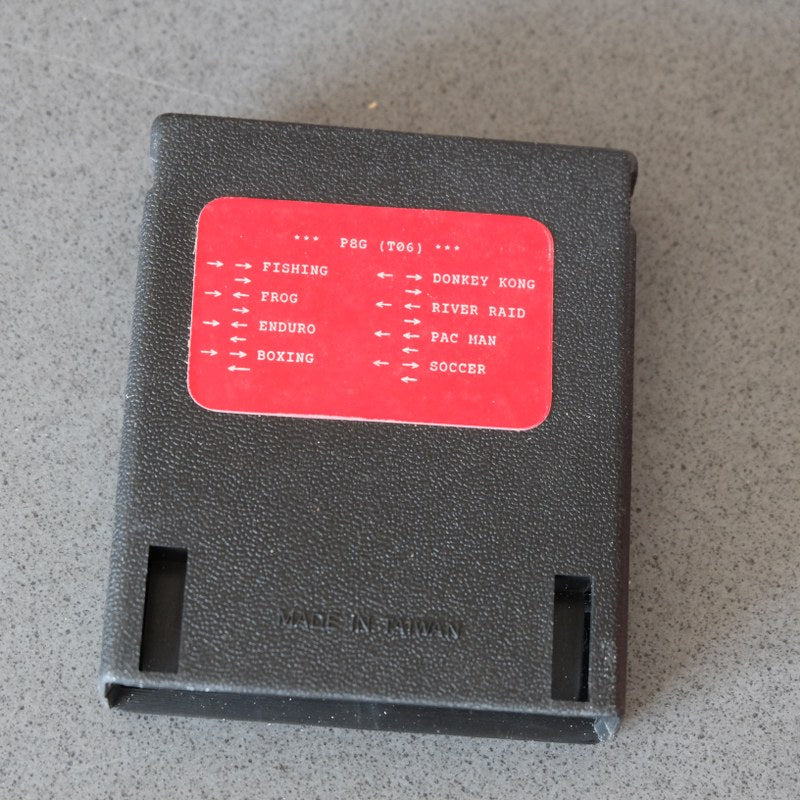 *** P8G (T06) ***
→ → FISHING
→
→ ← FROG
→
→ ← ENDURO
←
→ → BOXING
←
← → DONKEY KONG
→
← ← RIVER RAID
→
← ← PAC MAN
←
← → SOCCER
←
MADE IN TAIWAN